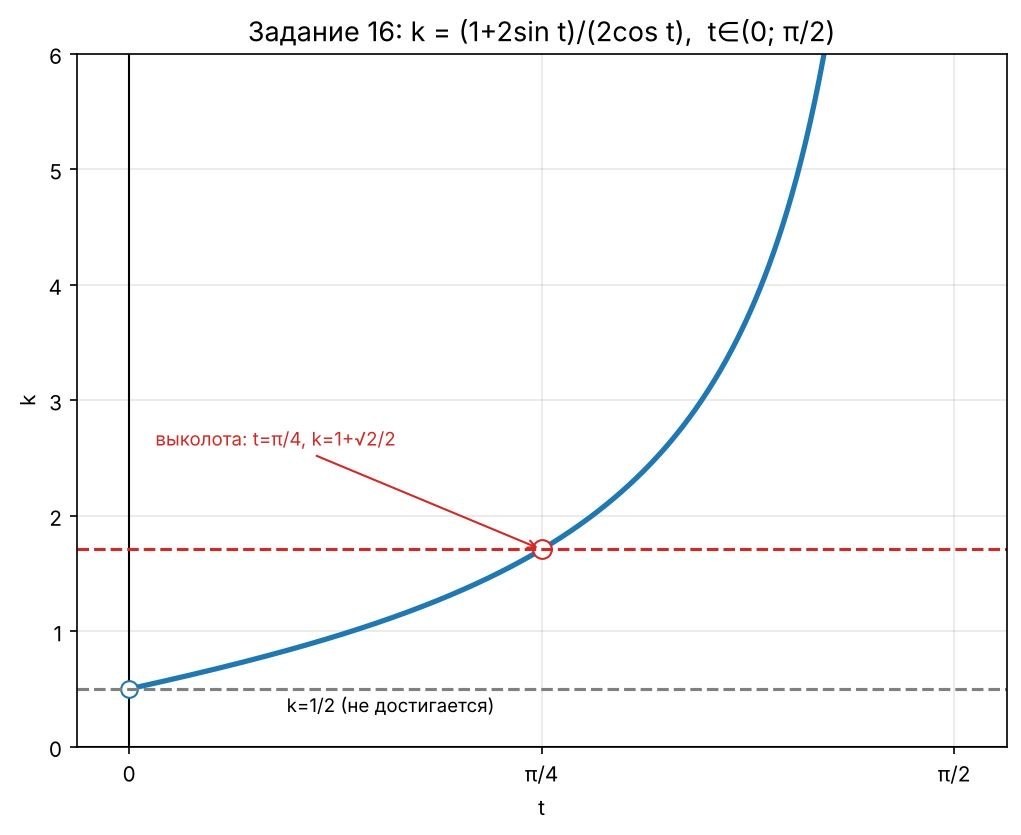 Задание 16: k = (1+2sin t)/(2cos t),  t∈(0; π/2)
6
5
4
3
2
1
0
k
выколота: t=π/4, k=1+√2/2
k=1/2 (не достигается)
0
π/4
π/2
t